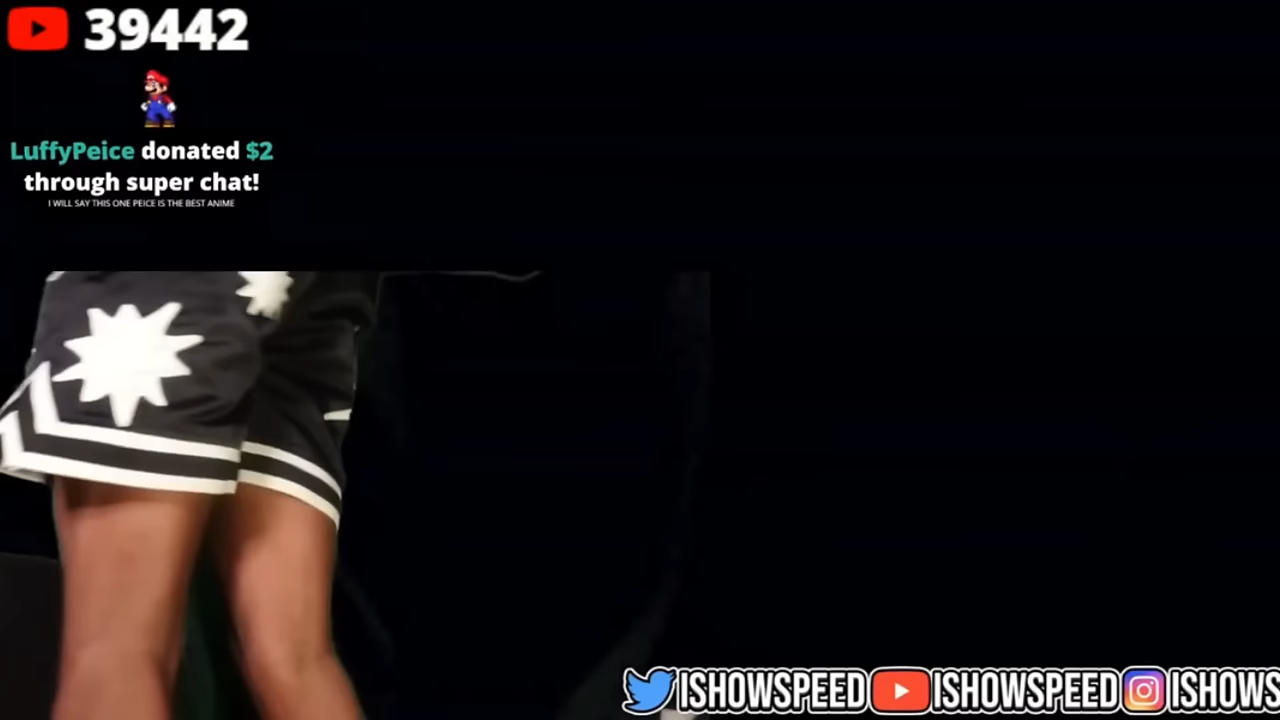 39442
LuffyPeice donated $2
through super chat!
I WILL SAY THIS ONE PEICE IS THE BEST ANIME
ISHOWSPEED ISHOWSPEED ISHOWS